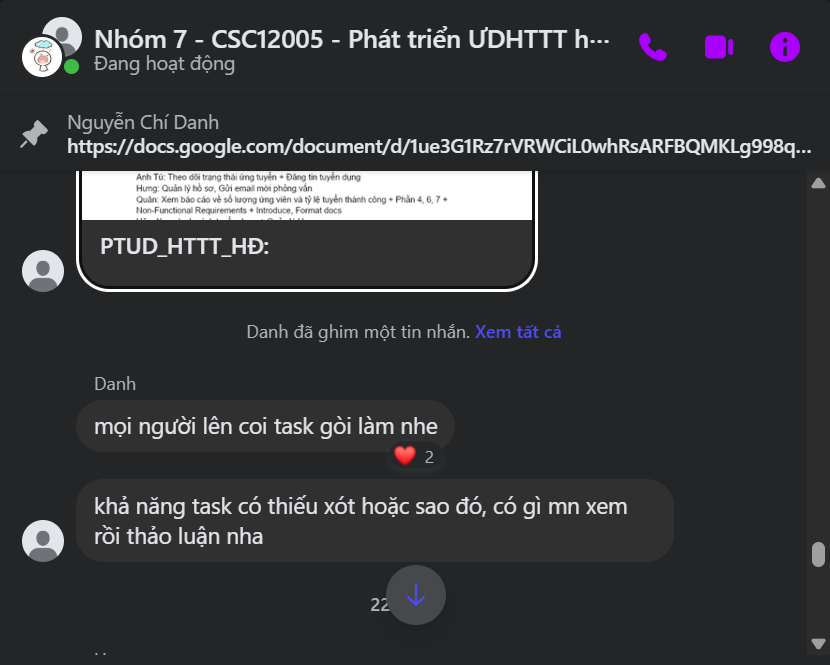 Nhóm 7 - CSC12005 - Phát triển ƯDHTTT h...
Đang hoạt động
Nguyễn Chí Danh
https://docs.google.com/document/d/1ue3G1Rz7rVRWCiL0whRsARFBQMKLg998q...
Anh Tú: Theo dõi trạng thái ứng tuyển + Đăng tin tuyển dụng
Hưng: Quản lý hồ sơ, Gửi email mời phỏng vấn
Quân: Xem báo cáo về số lượng ứng viên và tỷ lệ tuyển thành công + Phần 4, 6, 7 +
Non-Functional Requirements + Introduce, Format docs
PTUD_HTTT_HĐ:
Danh đã ghim một tin nhắn. Xem tất cả
Danh
mọi người lên coi task gòi làm nhe
2
khả năng task có thiếu xót hoặc sao đó, có gì mn xem
rồi thảo luận nha
22